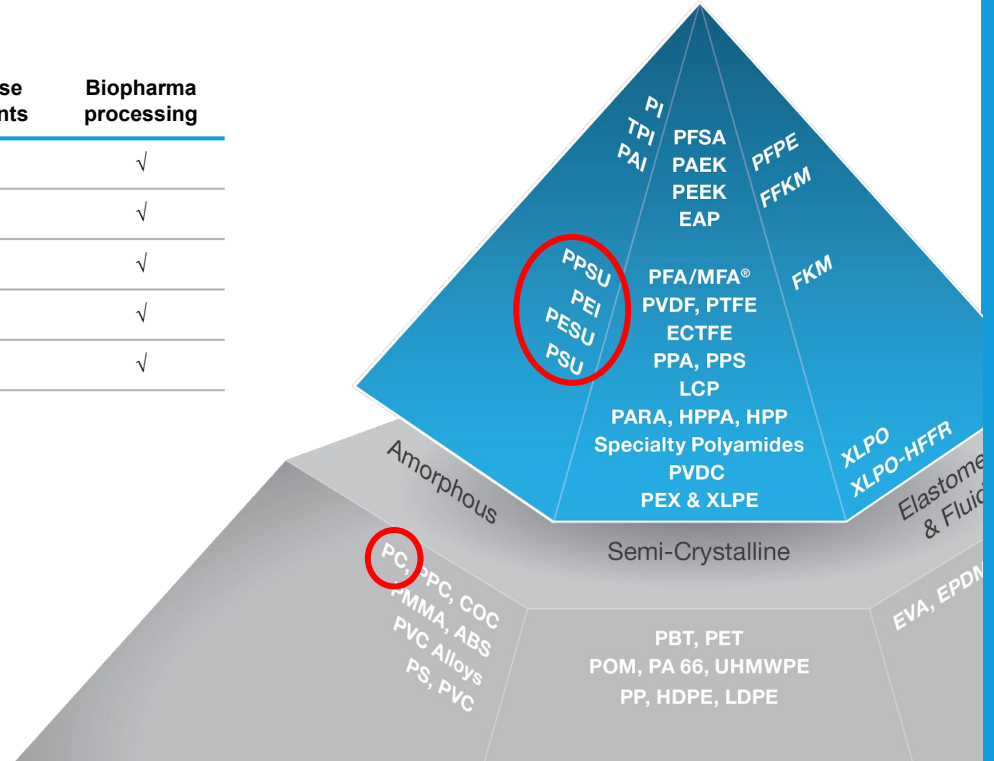 se
nts
Biopharma
processing
√
√
√
√
√
PI
TPI
PAI
PFSA
PAEK
PEEK
EAP
PFPE
FFKM
FKM
PPSU
PEI
PESU
PSU
PFA/MFA®
PVDF, PTFE
ECTFE
PPA, PPS
LCP
PARA, HPPA, HPP
Specialty Polyamides
PVDC
PEX & XLPE
XLPO
XLPO-HFFR
Amorphous
Semi-Crystalline
Elastome
& Fluid
PC, PPC, COC
PMMA, ABS
PVC Alloys
PS, PVC
PBT, PET
POM, PA 66, UHMWPE
PP, HDPE, LDPE
EVA, EPDM